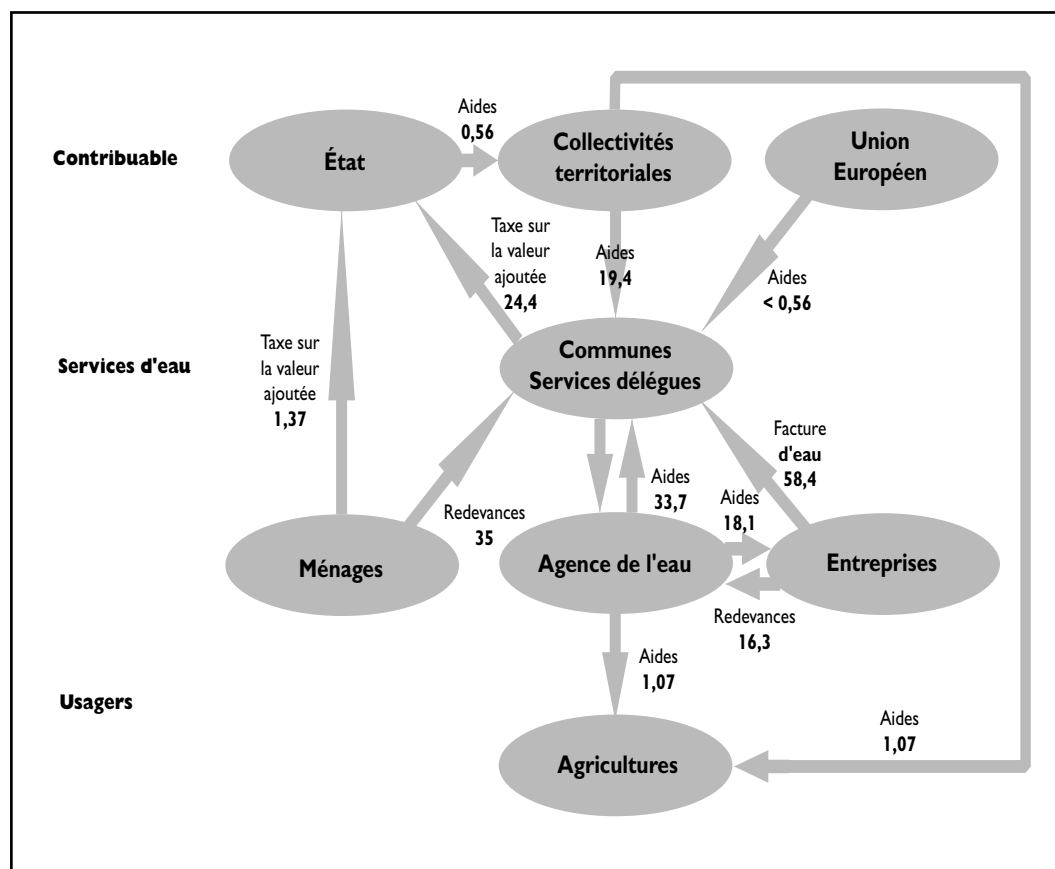 Aides
0,56
Contribuable
État
Collectivités
territoriales
Union
Européen
Taxe sur
la valeur
ajoutée
24,4
Aides
19,4
Aides
< 0,56
Services d'eau
Taxe sur
la valeur
ajoutée
1,37
Communes
Services délégues
Facture
d'eau
58,4
Redevances
35
Aides
33,7
Aides
18,1
Ménages
Agence de l'eau
Entreprises
Redevances
16,3
Aides
1,07
Usagers
Aides
1,07
Agricultures